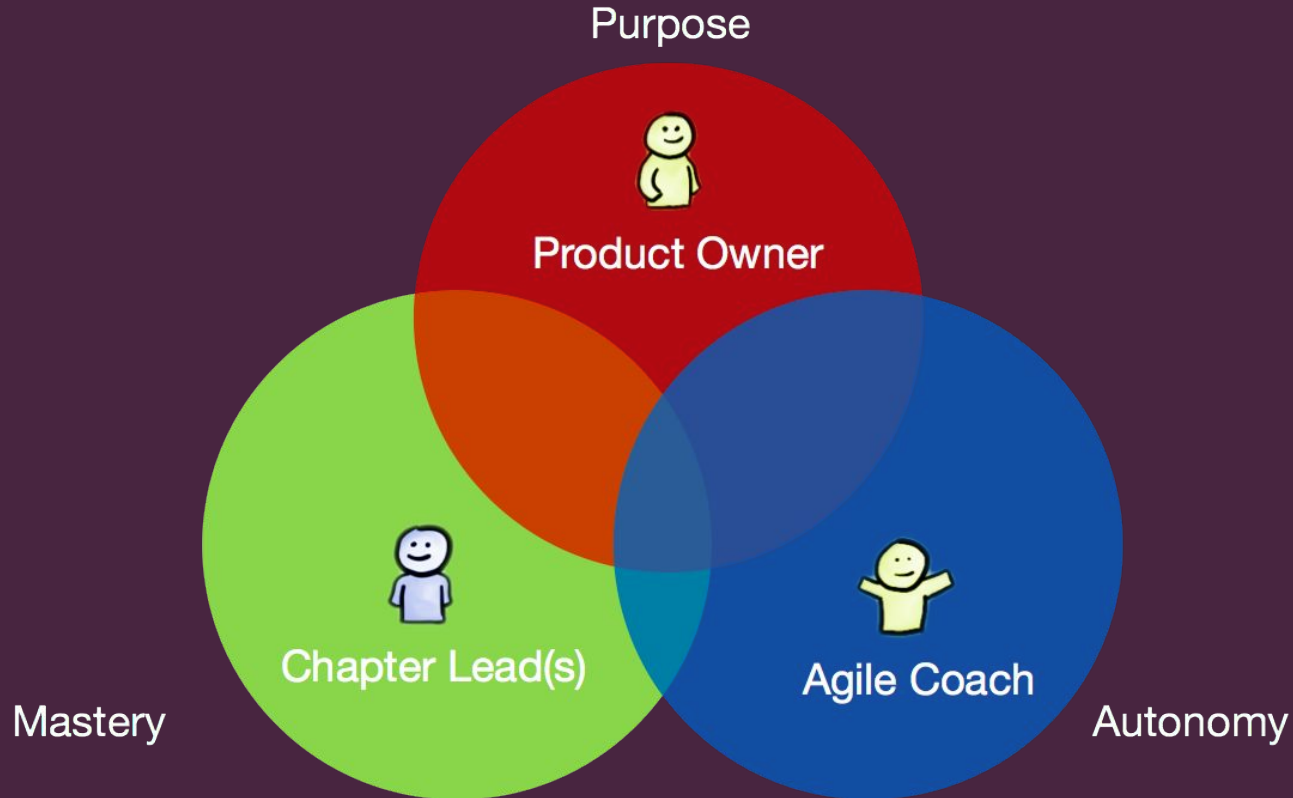 Purpose
Product Owner
Chapter Lead(s)
Agile Coach
Mastery
Autonomy